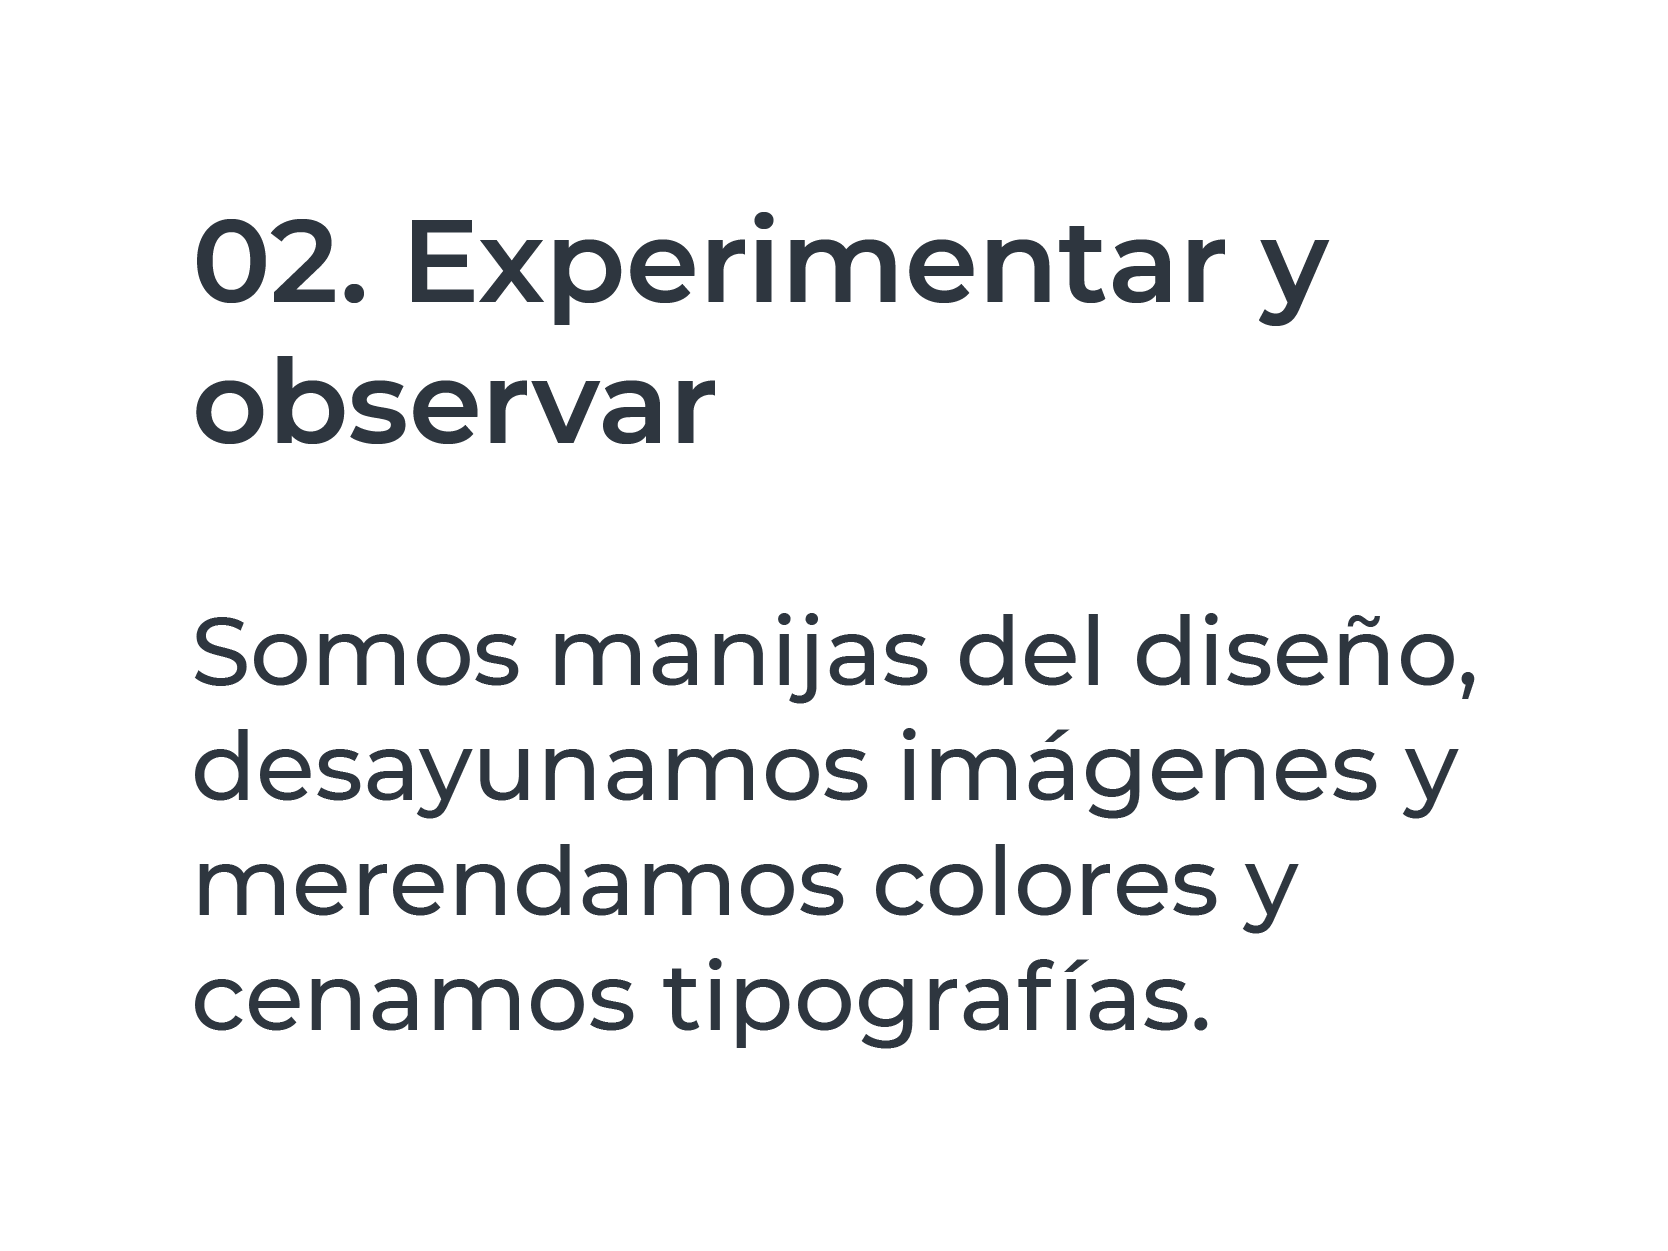 02. Experimentar y
observar
Somos manijas del diseño,
desayunamos imágenes y
merendamos colores y
cenamos tipografías.